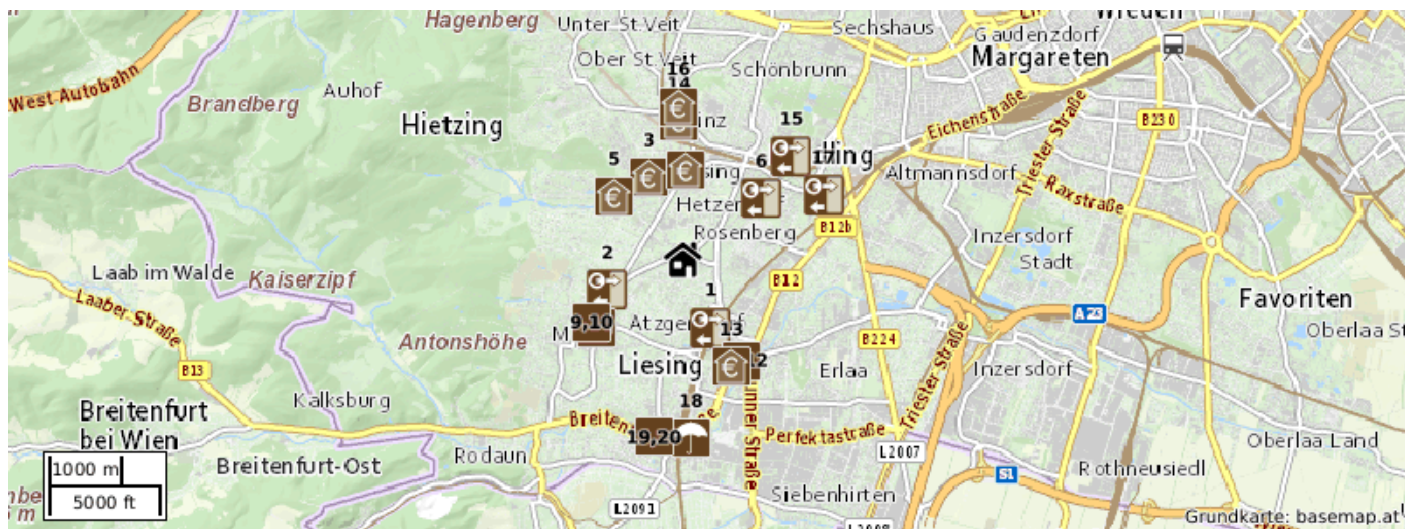 Hagenberg
Unter St.Veit
Sechshaus
Gaudenzdorf
Ober St.Veit
Margareten
West Autobahn
Auhof
Schönbrunn
16
14
Brandberg
Hietzing
15
Eichenstraße
B230
3
5
6
17
Altmannsdorf
Triester Straße
Raxstraße
Rosenberg
B12b
Inzersdorf
Stadt
2
Laab im Walde
Kaiserzipf
1
B12
Favoriten
Laaber Straße
A 23
Oberlaa St
9,10
13
Antonshöhe
B224
Liesing
12
Erlaa
Inzersdorf
B13
Kalksburg
18
Triester Straße
Breitenfurt
bei Wien
19,20
Perfektastraße
L2007
Oberlaa Land
1000 m
5000 ft
Breitenfurt-Ost
Rodaun
Rothneusiedl
S1
Siebenhirten
L2091
Grundkarte: basemap.at